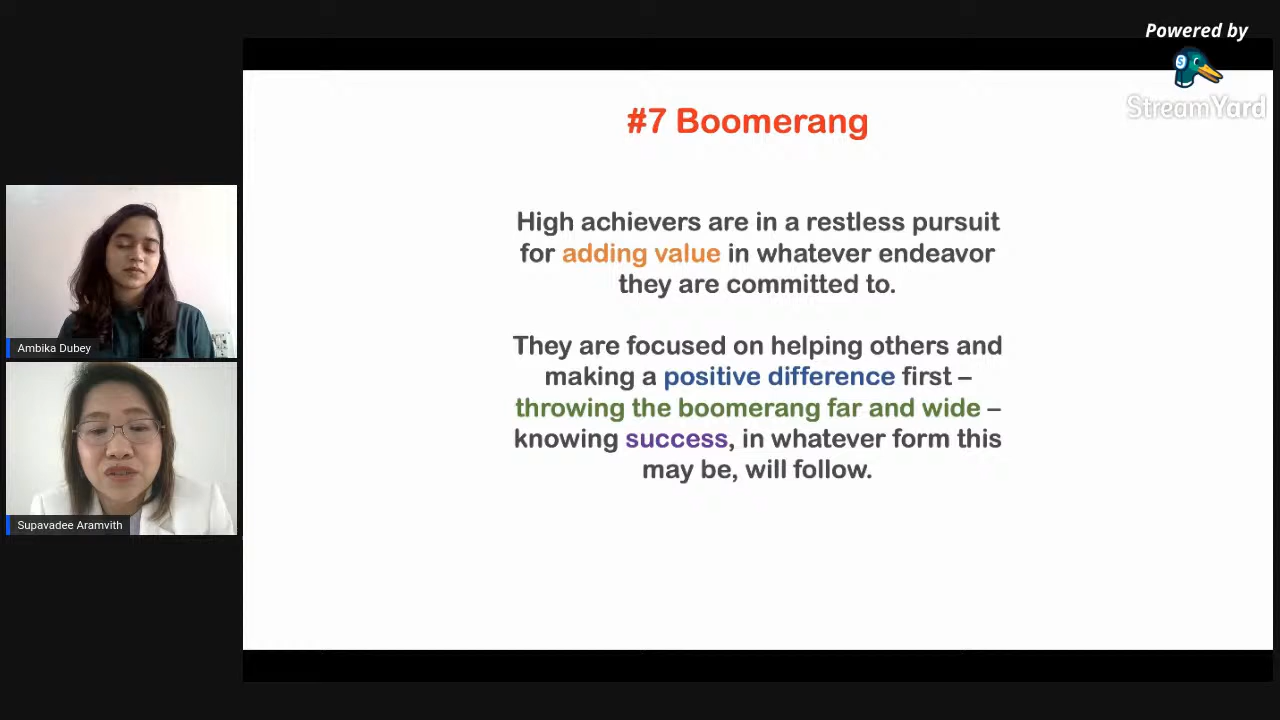 Powered by
StreamYard
#7 Boomerang
High achievers are in a restless pursuit
for adding value in whatever endeavor
they are committed to.
They are focused on helping others and
making a positive difference first –
throwing the boomerang far and wide –
knowing success, in whatever form this
may be, will follow.
Ambika Dubey
Supavadee Aramvith